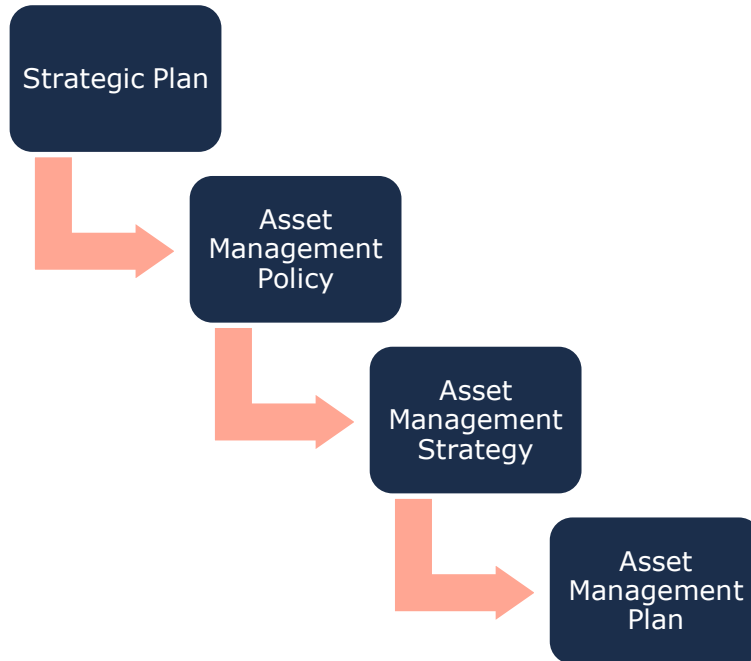 Strategic Plan
Asset
Management
Policy
Asset
Management
Strategy
Asset
Management
Plan